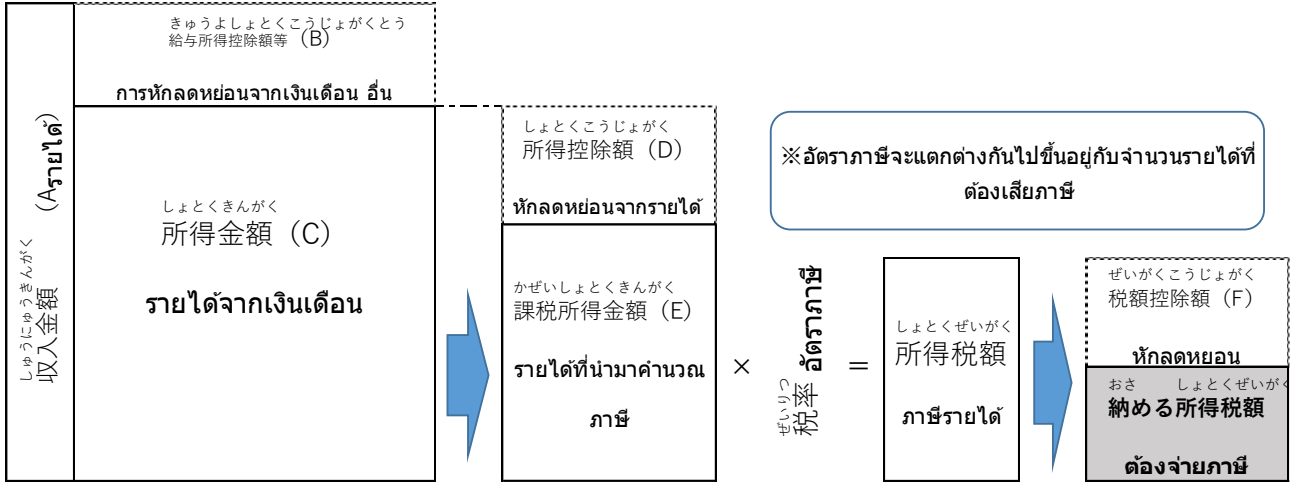 きゅうよしょとくこうじょがくとう
給与所得控除額等（B）
การหักลดหย่อนจากเงินเดือน อื่น
しゅうにゅうきんがく
収入金額 （Aรายได้）
しょとくきんがく
所得金額（C）
รายได้จากเงินเดือน
しょとくこうじょがく
所得控除額（D）
หักลดหย่อนจากรายได้
かぜいしょとくきんがく
課税所得金額（E）
รายได้ที่นำมาคำนวณ
ภาษี
※อัตราภาษีจะแตกต่างกันไปขึ้นอยู่กับจำนวนรายได้ที่
ต้องเสียภาษี
×
ぜいりつ
税率 อัตราภาษี
＝
しょとくぜいがく
所得税額
ภาษีรายได้
ぜいがくこうじょがく
税額控除額（F）
หักลดหยอน
おさ しょとくぜいがく
納める所得税額
ต้องจ่ายภาษี